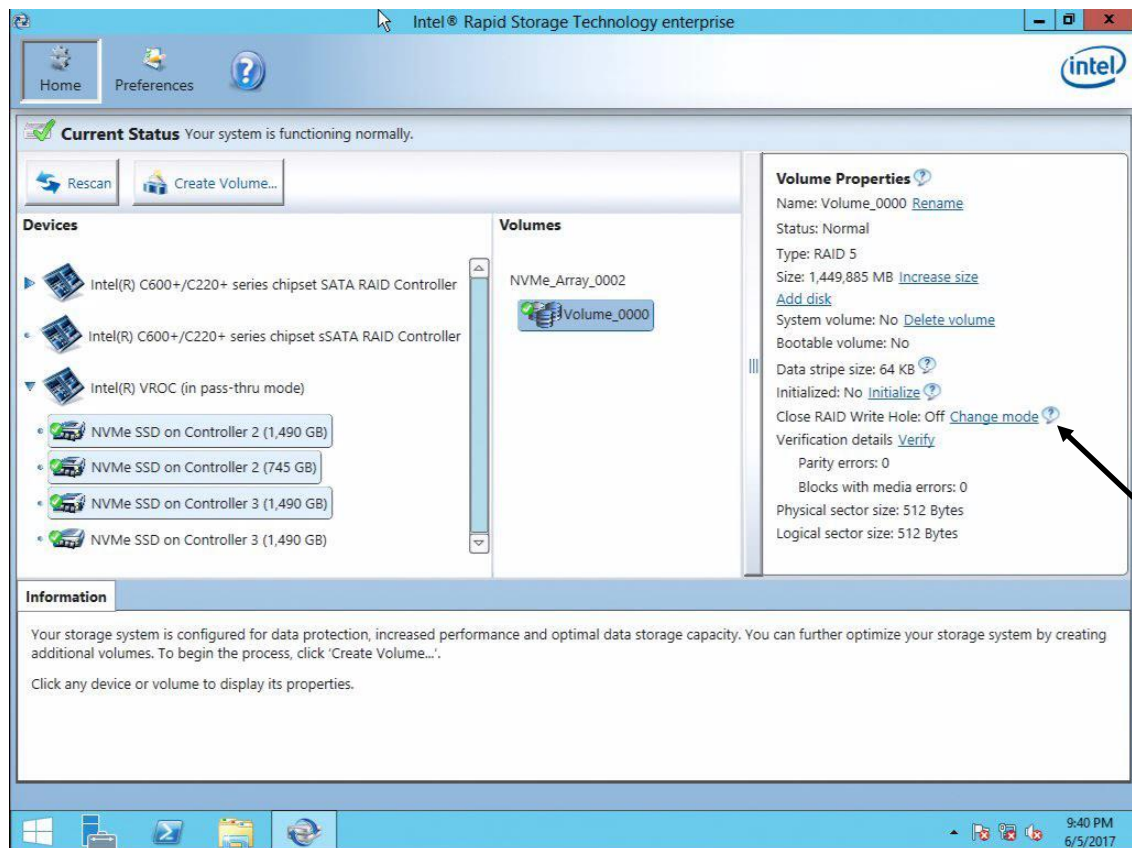 Intel® Rapid Storage Technology enterprise
Home
Preferences
?
intel
Current Status Your system is functioning normally.
Rescan
Create Volume...
Devices
Intel(R) C600+/C220+ series chipset SATA RAID Controller
Intel(R) C600+/C220+ series chipset sSATA RAID Controller
Intel(R) VROC (in pass-thru mode)
NVMe SSD on Controller 2 (1,490 GB)
NVMe SSD on Controller 2 (745 GB)
NVMe SSD on Controller 3 (1,490 GB)
NVMe SSD on Controller 3 (1,490 GB)
Volumes
NVMe_Array_0002
Volume_0000
Volume Properties ?
Name: Volume_0000 Rename
Status: Normal
Type: RAID 5
Size: 1,449,885 MB Increase size
Add disk
System volume: No Delete volume
Bootable volume: No
Data stripe size: 64 KB ?
Initialized: No Initialize ?
Close RAID Write Hole: Off Change mode ?
Verification details Verify
Parity errors: 0
Blocks with media errors: 0
Physical sector size: 512 Bytes
Logical sector size: 512 Bytes
Information
Your storage system is configured for data protection, increased performance and optimal data storage capacity. You can further optimize your storage system by creating
additional volumes. To begin the process, click 'Create Volume...'.
Click any device or volume to display its properties.
9:40 PM
6/5/2017